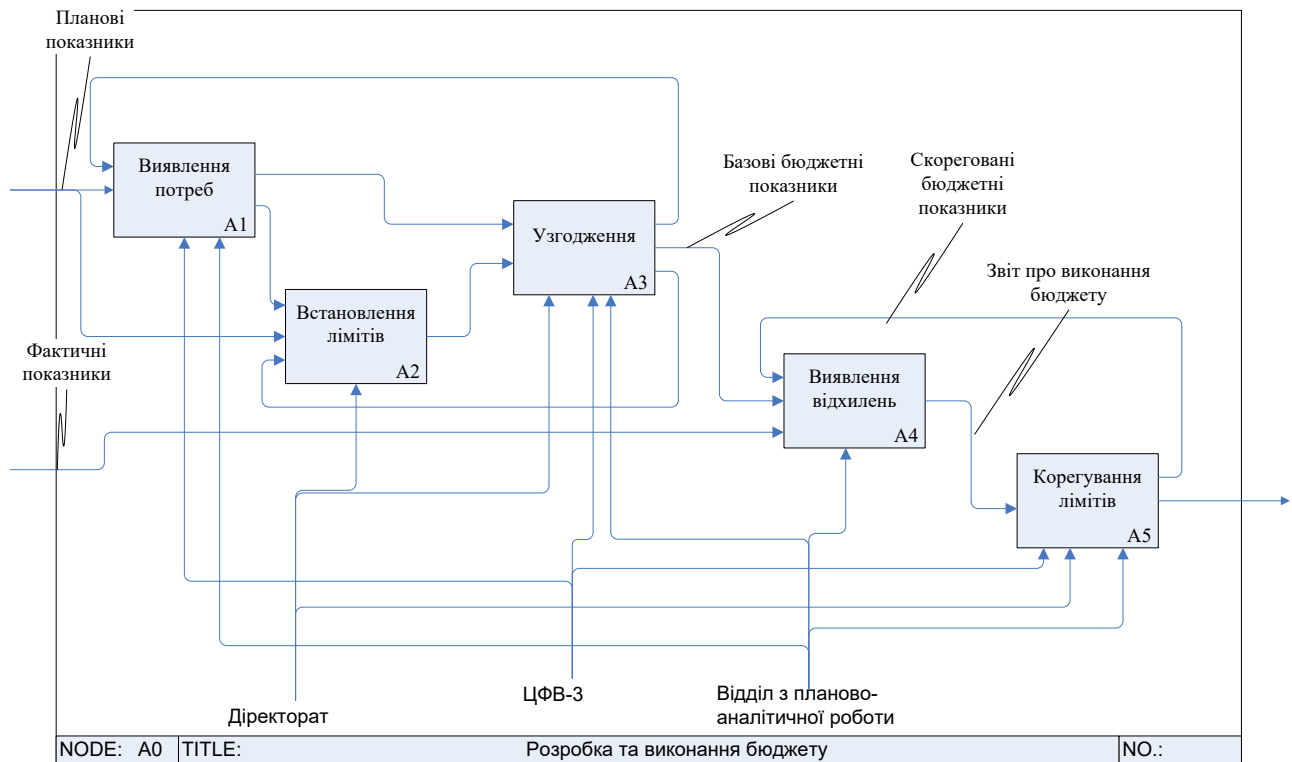 Планові
показники
Виявлення
потреб
A1
Базові бюджетні
показники
Скореговані
бюджетні
показники
Узгодження
A3
Звіт про виконання
бюджету
Встановлення
лімітів
A2
Фактичні
показники
Виявлення
відхилень
A4
Корегування
лімітів
A5
Діректорат
ЦФВ-3
Відділ з планово-
аналітичної роботи
NODE: A0 TITLE: Розробка та виконання бюджету NO.: